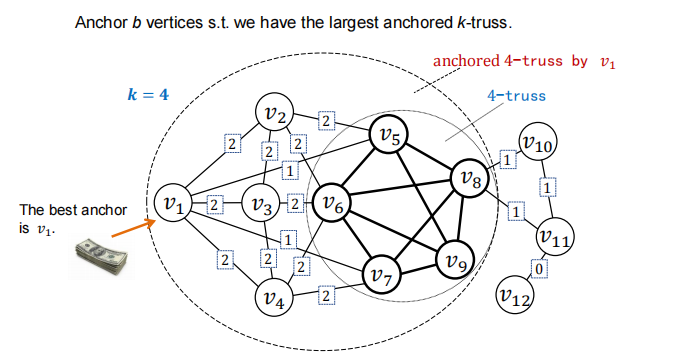 Anchor b vertices s.t. we have the largest anchored k-truss.
anchored 4-truss by v₁
k = 4
4-truss
v₂
2
v₅
v₁₀
2
2
2
1
1
v₈
1
v₁
2
v₃
2
v₆
The best anchor
is v₁.
1
1
v₁₁
2
2
2
v₇
v₉
0
v₄
2
v₁₂